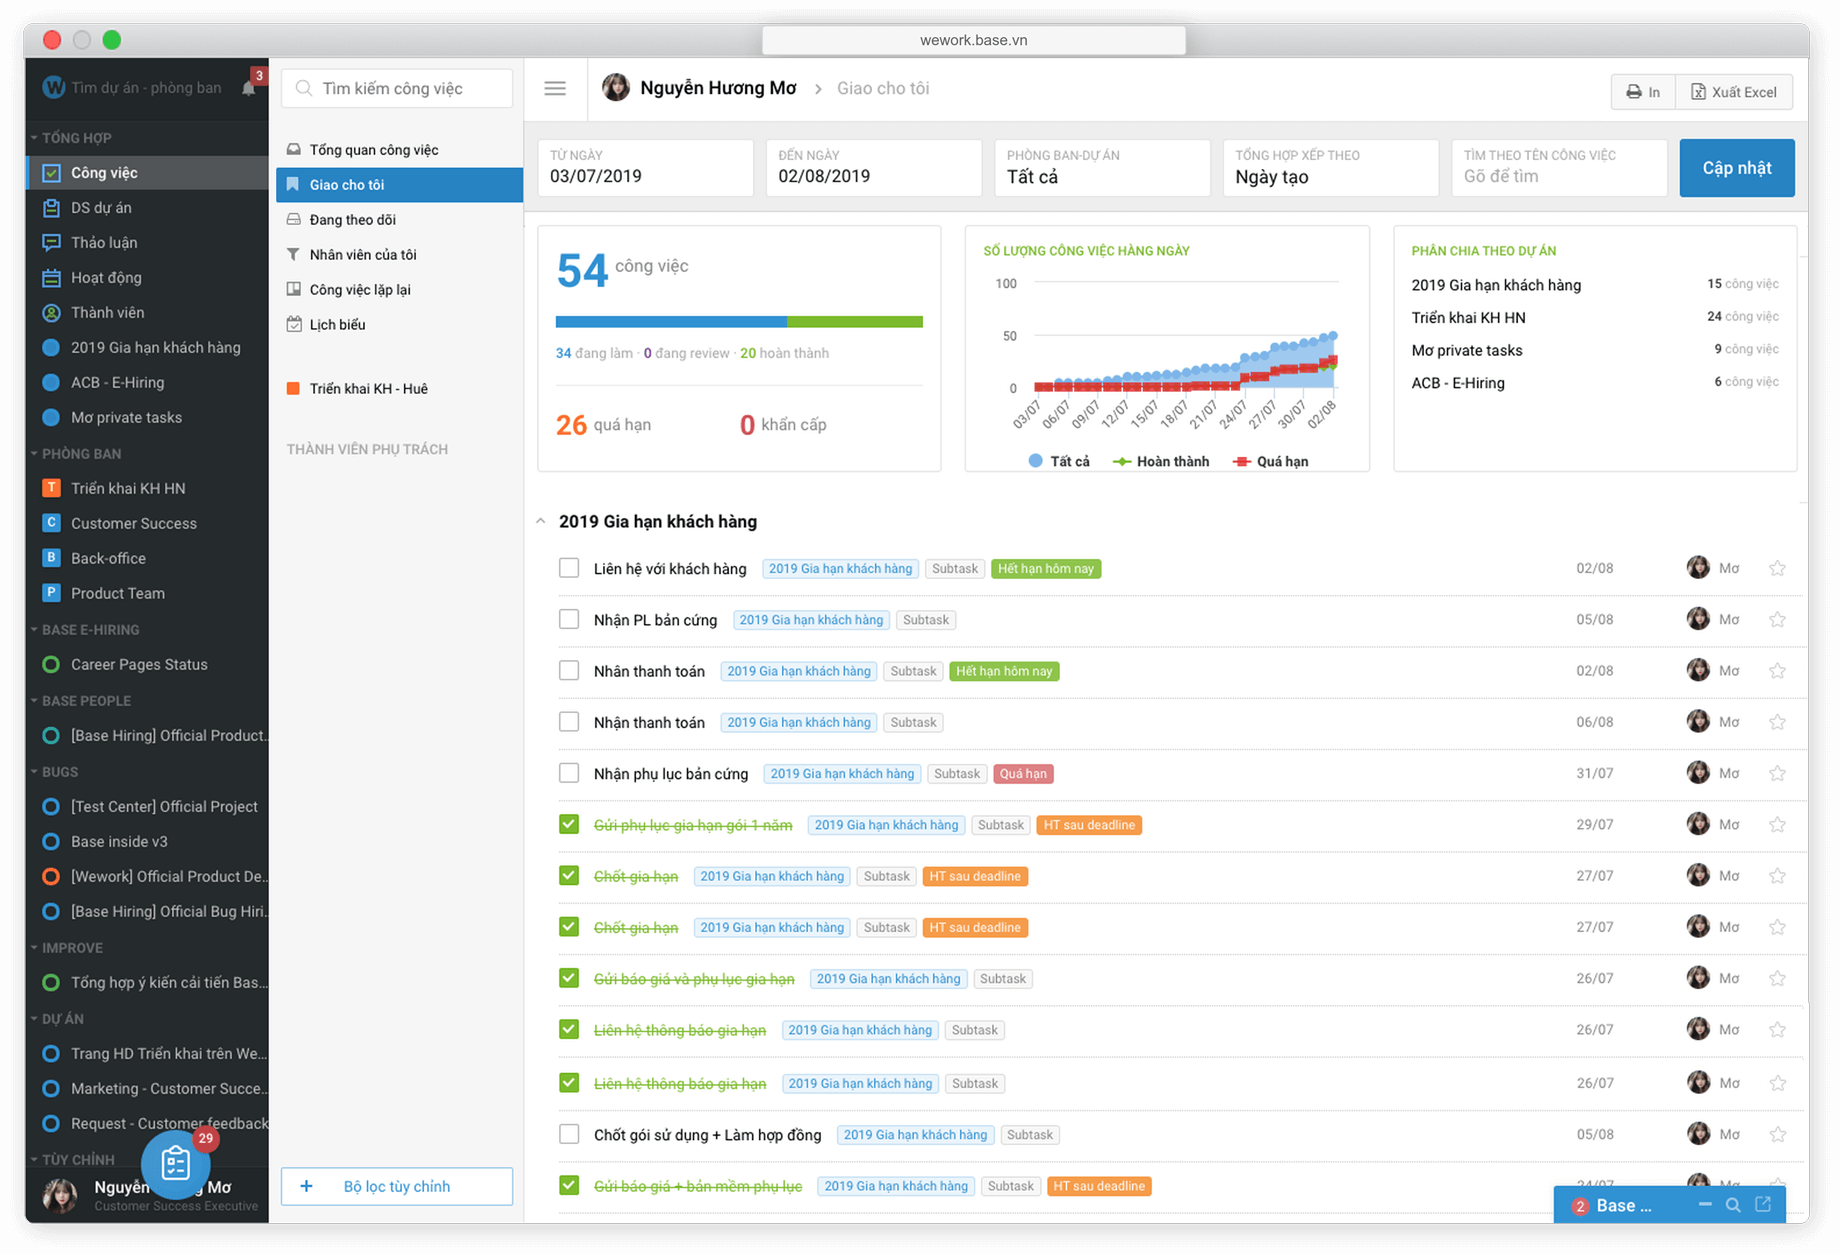 wework.base.vn
W Tìm dự án - phòng ban 3
TỔNG HỢP
Công việc
DS dự án
Thảo luận
Hoạt động
Thành viên
2019 Gia hạn khách hàng
ACB - E-Hiring
Mơ private tasks
PHÒNG BAN
T Triển khai KH HN
C Customer Success
B Back-office
P Product Team
BASE E-HIRING
Career Pages Status
BASE PEOPLE
[Base Hiring] Official Product..
BUGS
[Test Center] Official Project
Base inside v3
[Wework] Official Product De...
[Base Hiring] Official Bug Hiri..
IMPROVE
Tổng hợp ý kiến cải tiến Bas...
DỰ ÁN
Trang HD Triển khai trên We...
Marketing - Customer Succe...
Request - Customer feedback
29
TÙY CHỈNH
Nguyễn g Mơ
Customer Success Executive
Tìm kiếm công việc
Tổng quan công việc
Giao cho tôi
Đang theo dõi
Nhân viên của tôi
Công việc lặp lại
Lịch biểu
Triển khai KH - Huê
THÀNH VIÊN PHỤ TRÁCH
+ Bộ lọc tùy chỉnh
Nguyễn Hương Mơ > Giao cho tôi
In
Xuất Excel
TỪ NGÀY
03/07/2019
ĐẾN NGÀY
02/08/2019
PHÒNG BAN-DỰ ÁN
Tất cả
TỔNG HỢP XẾP THEO
Ngày tạo
TÌM THEO TÊN CÔNG VIỆC
Gõ để tìm
Cập nhật
54 công việc
34 đang làm · 0 đang review · 20 hoàn thành
26 quá hạn
0 khẩn cấp
SỐ LƯỢNG CÔNG VIỆC HÀNG NGÀY
100
50
0
03/07 06/07 09/07 12/07 15/07 18/07 21/07 24/07 27/07 30/07 02/08
Tất cả Hoàn thành Quá hạn
PHÂN CHIA THEO DỰ ÁN
2019 Gia hạn khách hàng 15 công việc
Triển khai KH HN 24 công việc
Mơ private tasks 9 công việc
ACB - E-Hiring 6 công việc
2019 Gia hạn khách hàng
Liên hệ với khách hàng 2019 Gia hạn khách hàng Subtask Hết hạn hôm nay 02/08 Mơ
Nhận PL bản cứng 2019 Gia hạn khách hàng Subtask 05/08 Mơ
Nhân thanh toán 2019 Gia hạn khách hàng Subtask Hết hạn hôm nay 02/08 Mơ
Nhận thanh toán 2019 Gia hạn khách hàng Subtask 06/08 Mơ
Nhận phụ lục bản cứng 2019 Gia hạn khách hàng Subtask Quá hạn 31/07 Mơ
Gửi phụ lục gia hạn gói 1 năm 2019 Gia hạn khách hàng Subtask HT sau deadline 29/07 Mơ
Chốt gia hạn 2019 Gia hạn khách hàng Subtask HT sau deadline 27/07 Mơ
Chốt gia hạn 2019 Gia hạn khách hàng Subtask HT sau deadline 27/07 Mơ
Gửi báo giá và phụ lục gia hạn 2019 Gia hạn khách hàng Subtask 26/07 Mơ
Liên hệ thông báo gia hạn 2019 Gia hạn khách hàng Subtask 26/07 Mơ
Liên hệ thông báo gia hạn 2019 Gia hạn khách hàng Subtask 26/07 Mơ
Chốt gói sử dụng + Làm hợp đồng 2019 Gia hạn khách hàng Subtask 05/08 Mơ
Gửi báo giá + bản mềm phụ lục 2019 Gia hạn khách hàng Subtask HT sau deadline 24/07 Mơ
2 Base ...